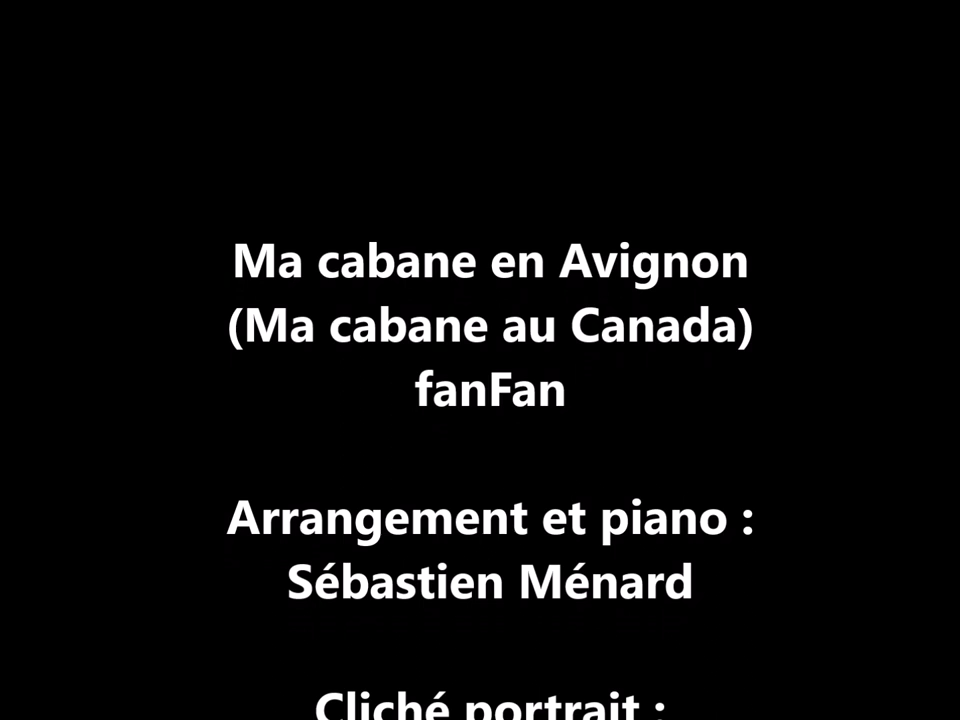 Ma cabane en Avignon
(Ma cabane au Canada)
fanFan
Arrangement et piano :
Sébastien Ménard
Cliché portrait :